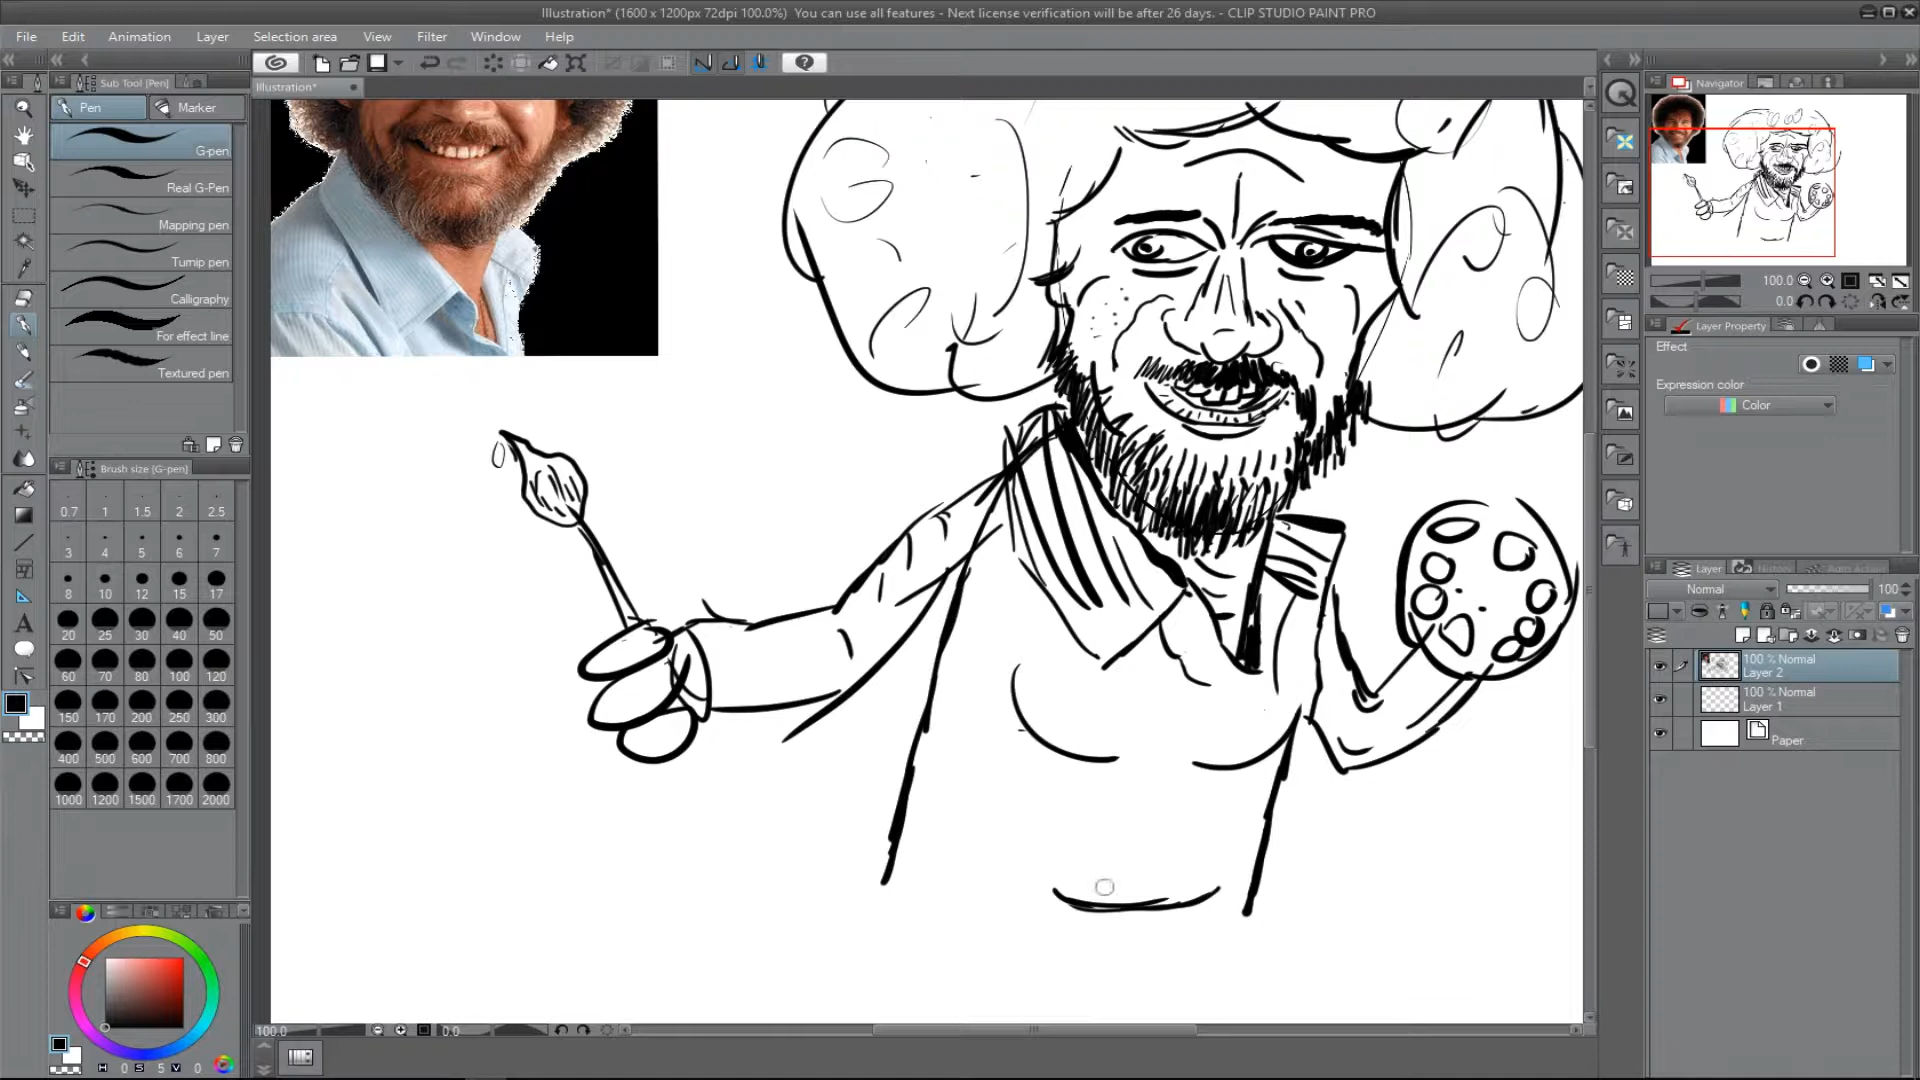 Illustration* (1600 x 1200px 72dpi 100.0%)  You can use all features - Next license verification will be after 26 days. - CLIP STUDIO PAINT PRO
File Edit Animation Layer Selection area View Filter Window Help
Sub Tool [Pen]
Illustration*
Navigator
Pen Marker
G-pen
Real G-Pen
Mapping pen
Turnip pen
Calligraphy
For effect line
Textured pen
Brush size [G-pen]
0.7 1 1.5 2 2.5
3 4 5 6 7
8 10 12 15 17
20 25 30 40 50
60 70 80 100 120
150 170 200 250 300
400 500 600 700 800
1000 1200 1500 1700 2000
H 0 S 5 V 0
100.0 0.0
100.0
0.0
Layer Property
Effect
Expression color
Color
Layer History
Normal 100
100 % Normal
Layer 2
100 % Normal
Layer 1
Paper